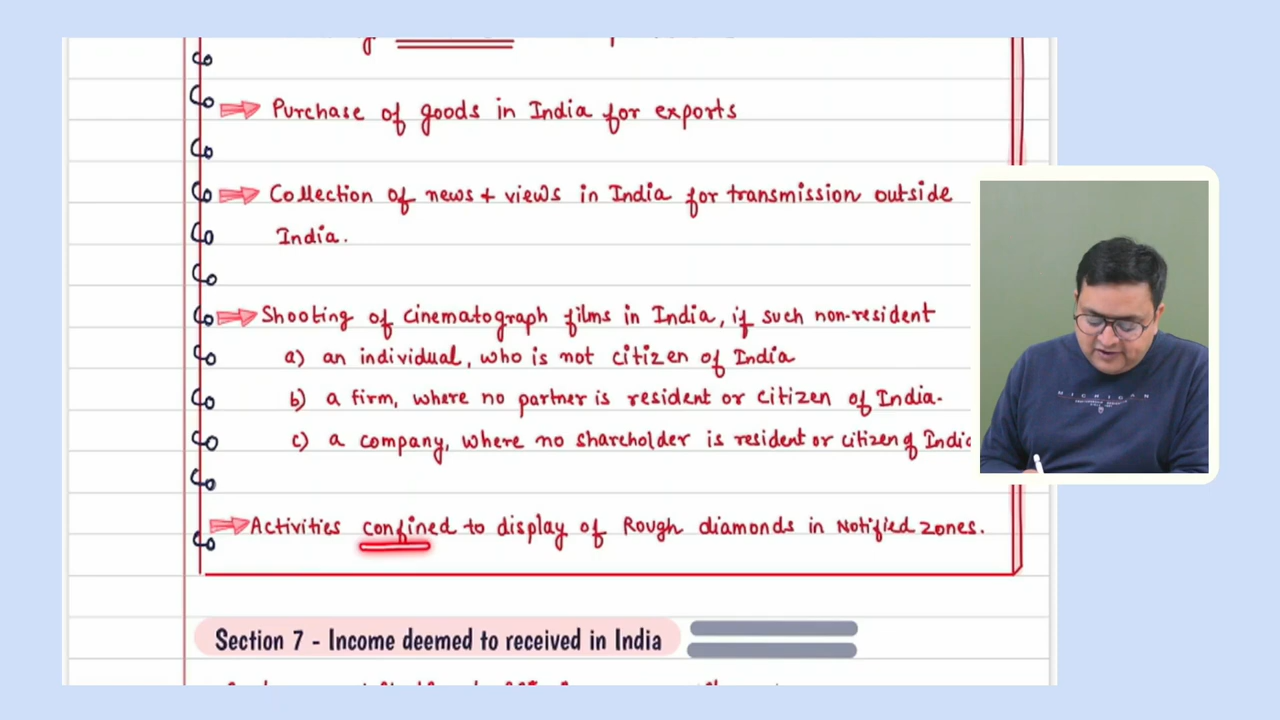 Purchase of goods in India for exports
Collection of news + views in India for transmission outside
India.
Shooting of cinematograph films in India, if such non-resident
a) an individual, who is not citizen of India
b) a firm, where no partner is resident or citizen of India.
c) a company, where no shareholder is resident or citizen of India
Activities confined to display of Rough diamonds in Notified zones.
Section 7 - Income deemed to received in India
MICHIGAN